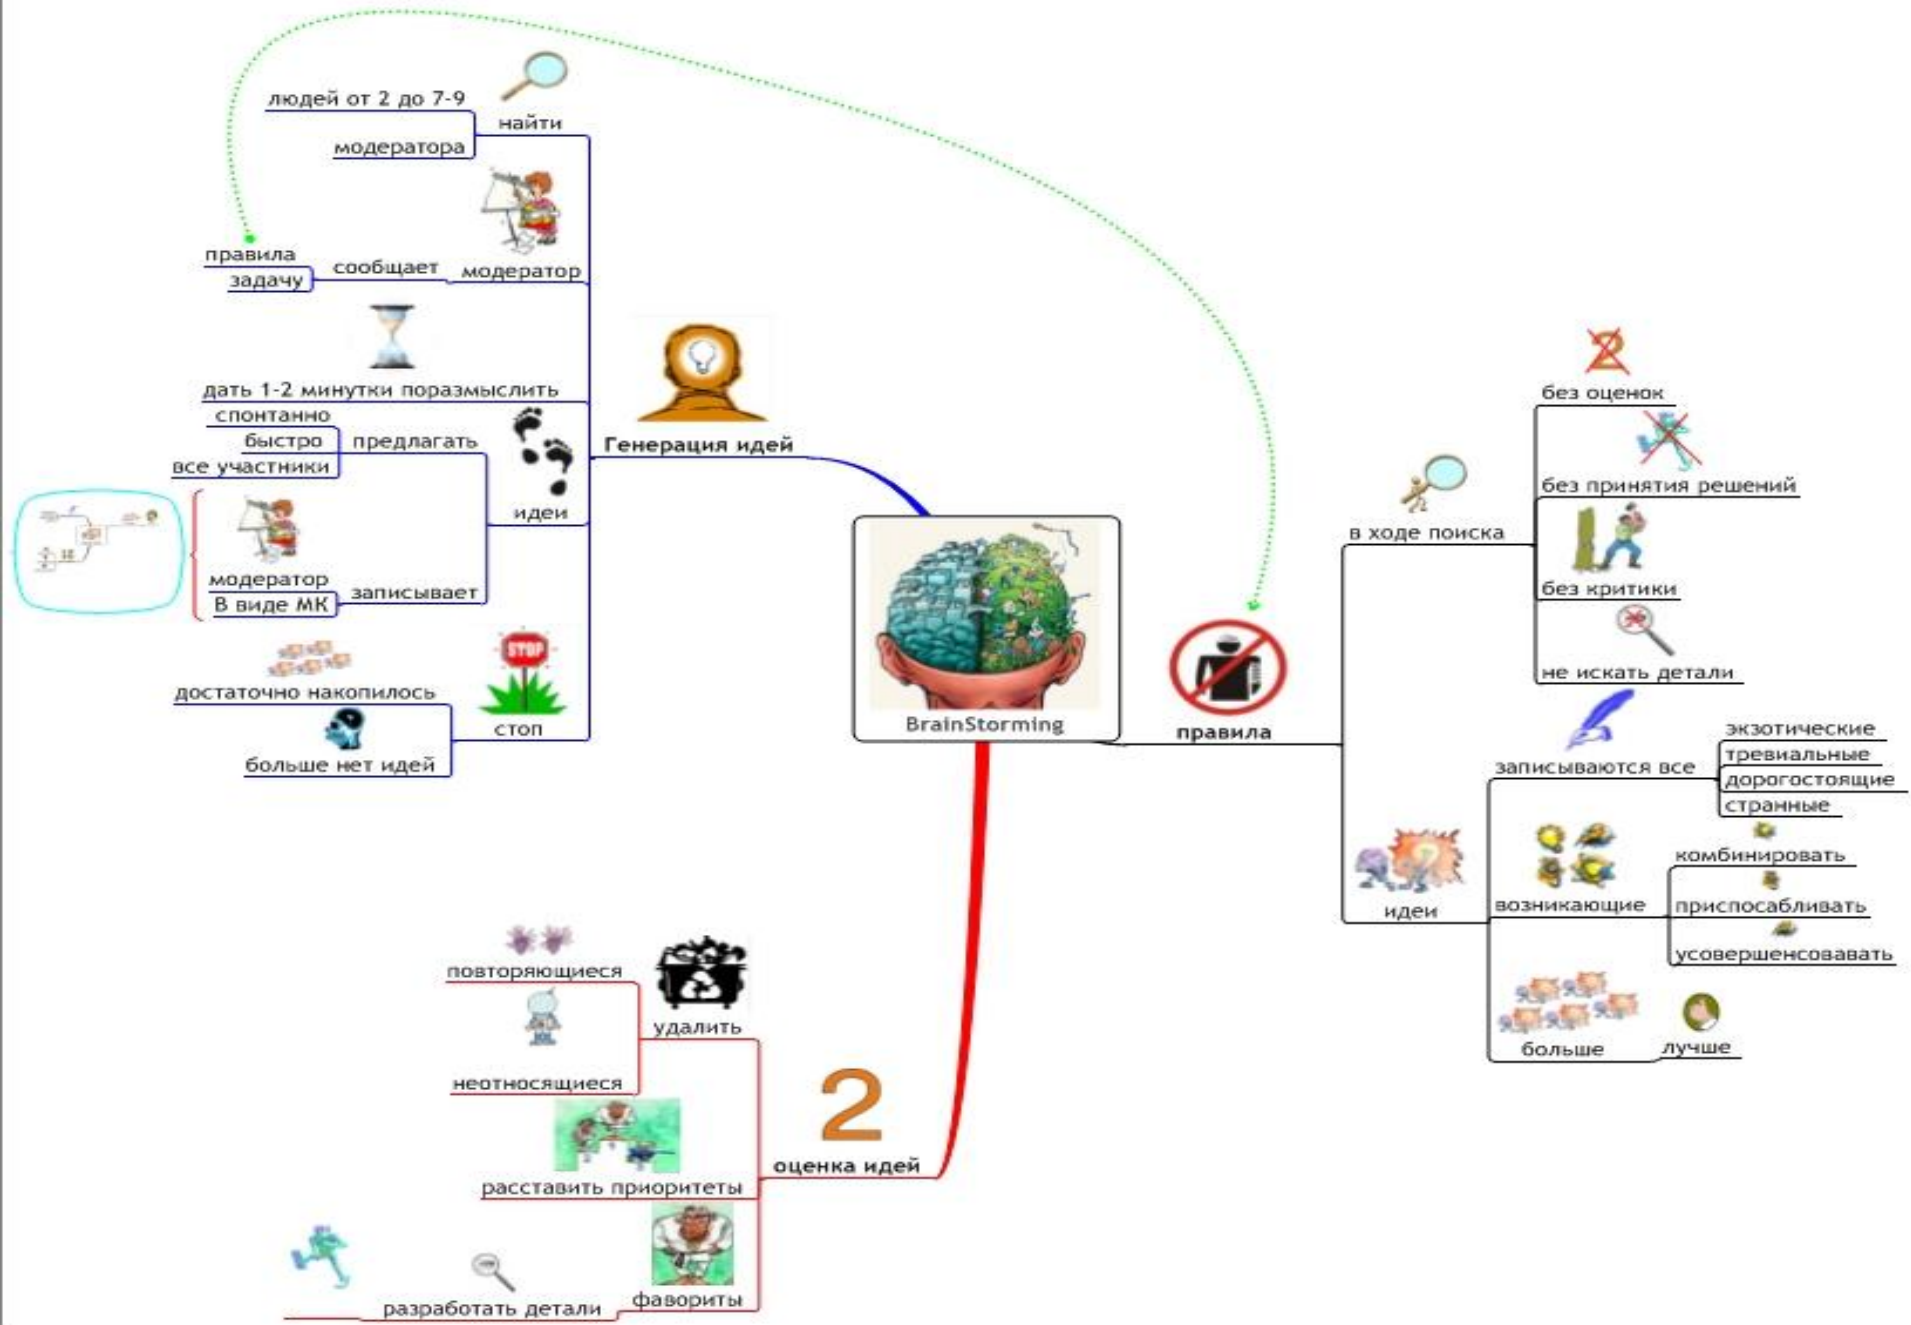 людей от 2 до 7-9
найти
модератора
правила
задачу
сообщает
модератор
дать 1-2 минутки поразмыслить
спонтанно
быстро
все участники
предлагать
идеи
модератор
В виде МК
записывает
STOP
достаточно накопилось
стоп
больше нет идей
Генерация идей
BrainStorming
правила
2
без оценок
без принятия решений
в ходе поиска
без критики
не искать детали
записываются все
экзотические
тревиальные
дорогостоящие
странные
идеи
возникающие
комбинировать
приспосабливать
усовершенсовавать
больше
лучше
повторяющиеся
удалить
неотносящиеся
2
оценка идей
расставить приоритеты
фавориты
разработать детали